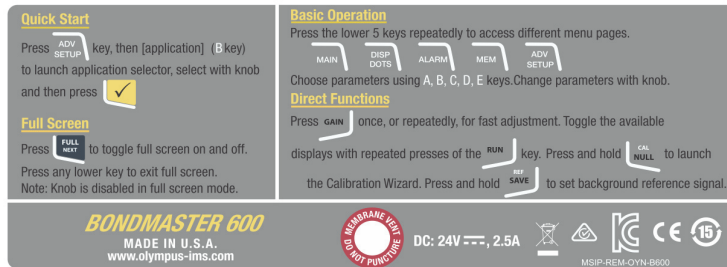 Quick Start
Press ADV SETUP key, then [application] (B key)
to launch application selector, select with knob
and then press
Full Screen
Press FULL NEXT to toggle full screen on and off.
Press any lower key to exit full screen.
Note: Knob is disabled in full screen mode.
Basic Operation
Press the lower 5 keys repeatedly to access different menu pages.
MAIN DISP DOTS ALARM MEM ADV SETUP
Choose parameters using A, B, C, D, E keys.Change parameters with knob.
Direct Functions
Press GAIN once, or repeatedly, for fast adjustment. Toggle the available
displays with repeated presses of the RUN key. Press and hold CAL NULL to launch
the Calibration Wizard. Press and hold REF SAVE to set background reference signal.
BONDMASTER 600
MADE IN U.S.A.
www.olympus-ims.com
MEMBRANE VENT
DO NOT PUNCTURE
DC: 24V ⎓, 2.5A
CE
15
MSIP-REM-OYN-B600